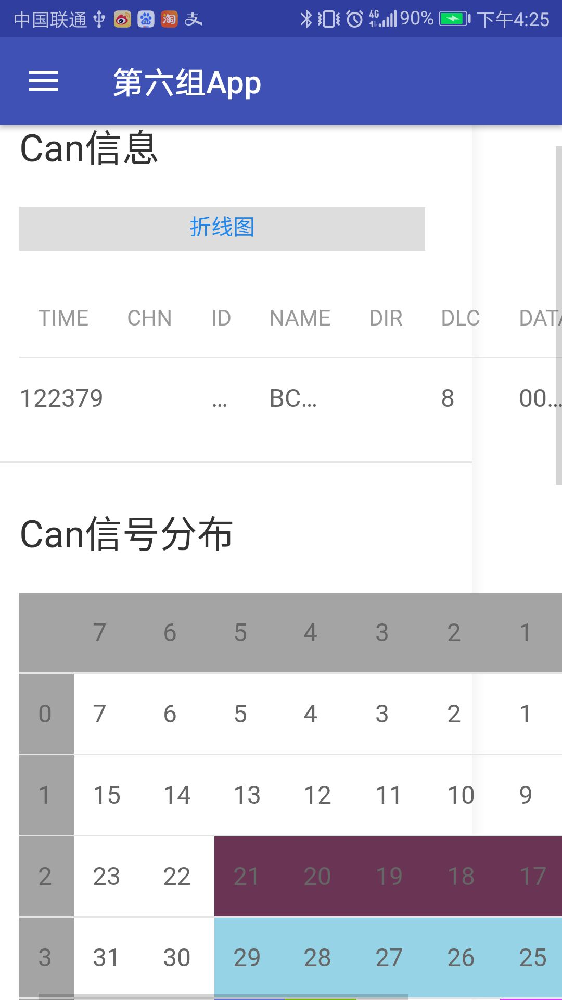 中国联通 4G 90% 下午4:25
第六组App
Can信息
折线图
TIME CHN ID NAME DIR DLC DATA
122379 ... BC... 8 00...
Can信号分布
7 6 5 4 3 2 1
0 7 6 5 4 3 2 1
1 15 14 13 12 11 10 9
2 23 22 21 20 19 18 17
3 31 30 29 28 27 26 25